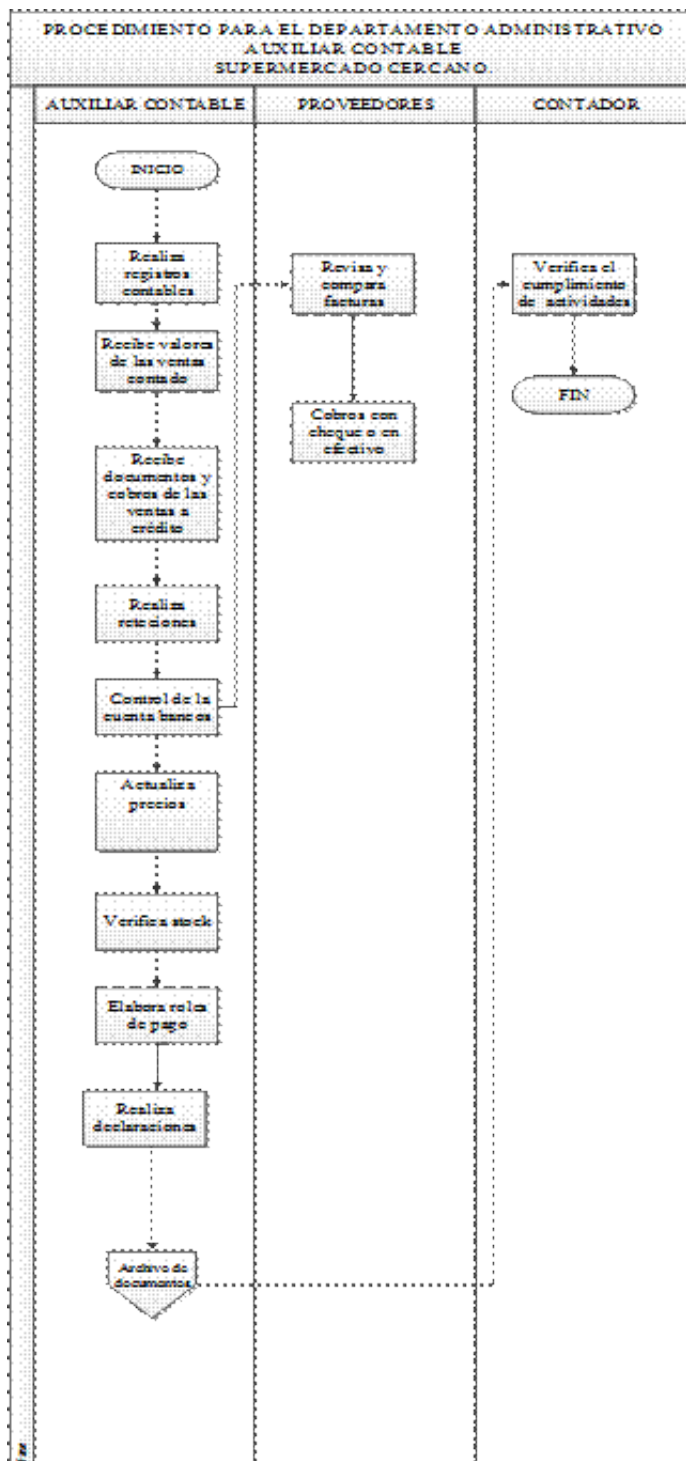 PROCEDIMIENTO PARA EL DEPARTAMENTO ADMINISTRATIVO
AUXILIAR CONTABLE
SUPERMERCADO CERCANO.
AUXILIAR CONTABLE
PROVEEDORES
CONTADOR
INICIO
Realiza
registros
contables
Recibe valores
de las ventas
contado
Recibe
documentos y
cobros de las
ventas a
crédito
Realiza
reteciones
Control de la
cuenta bancos
Actualiza
precios
Verifica stock
Elabora roles
de pago
Realiza
declaraciones
Archivo de
documentos
Revisa y
compara
facturas
Cobros con
cheque o en
efectivo
Verifica el
cumplimiento
de actividades
FIN